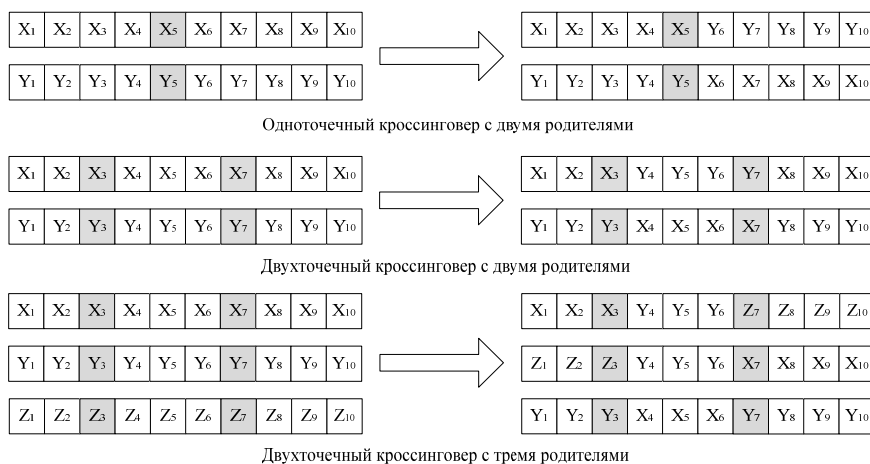 X1 X2 X3 X4 X5 X6 X7 X8 X9 X10 X1 X2 X3 X4 X5 Y6 Y7 Y8 Y9 Y10
Y1 Y2 Y3 Y4 Y5 Y6 Y7 Y8 Y9 Y10 Y1 Y2 Y3 Y4 Y5 X6 X7 X8 X9 X10
Одноточечный кроссинговер с двумя родителями
X1 X2 X3 X4 X5 X6 X7 X8 X9 X10 X1 X2 X3 Y4 Y5 Y6 Y7 X8 X9 X10
Y1 Y2 Y3 Y4 Y5 Y6 Y7 Y8 Y9 Y10 Y1 Y2 Y3 X4 X5 X6 X7 Y8 Y9 Y10
Двухточечный кроссинговер с двумя родителями
X1 X2 X3 X4 X5 X6 X7 X8 X9 X10 X1 X2 X3 Y4 Y5 Y6 Z7 Z8 Z9 Z10
Y1 Y2 Y3 Y4 Y5 Y6 Y7 Y8 Y9 Y10 Z1 Z2 Z3 Y4 Y5 Y6 X7 X8 X9 X10
Z1 Z2 Z3 Z4 Z5 Z6 Z7 Z8 Z9 Z10 Y1 Y2 Y3 X4 X5 X6 Y7 Y8 Y9 Y10
Двухточечный кроссинговер с тремя родителями